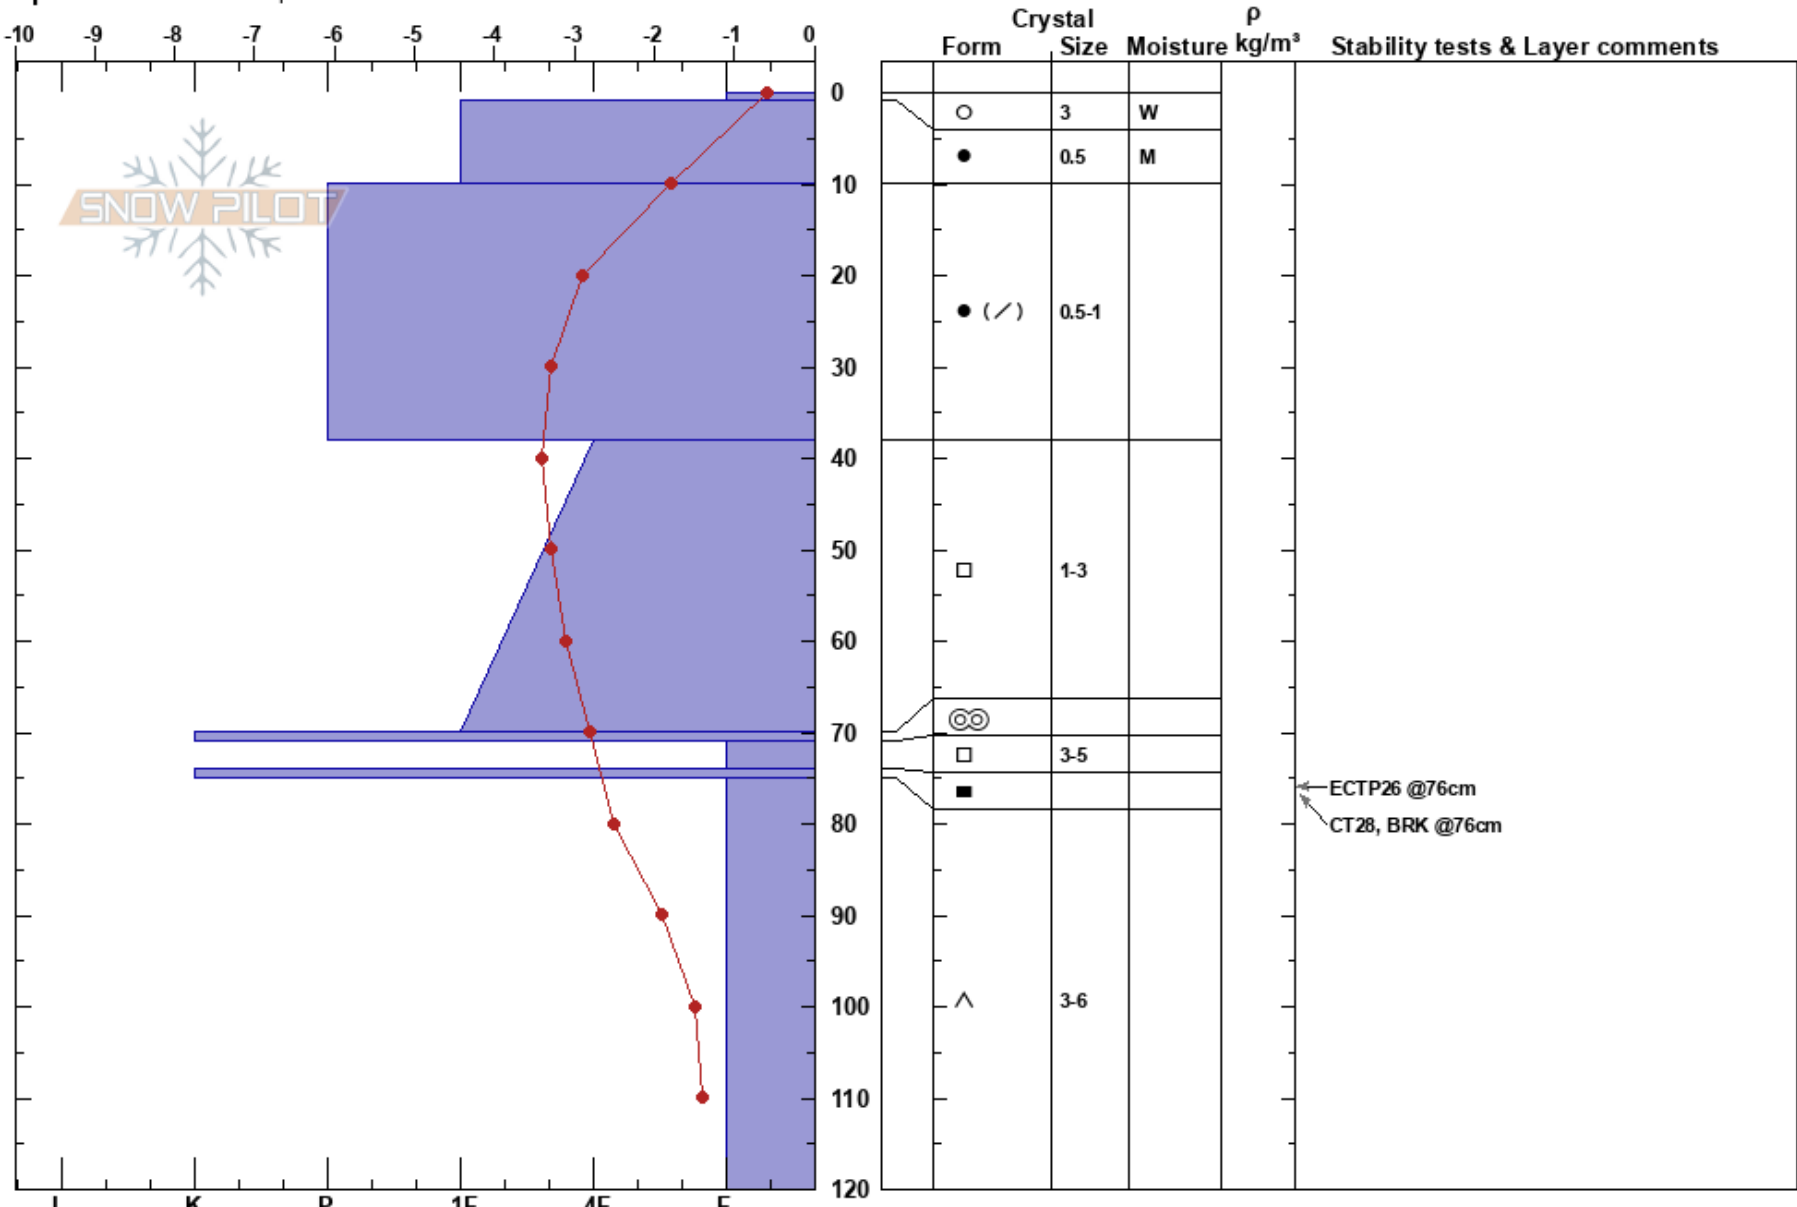 Crystal ρ
Form Size Moisture kg/m³ Stability tests & Layer comments
-10 -9 -8 -7 -6 -5 -4 -3 -2 -1 0
0
3 W
0.5 M
10
SNOW PILOT
20
( ) 0.5-1
30
40
50
1-3
60
70
3-5
ECTP26 @76cm
80
CT28, BRK @76cm
90
100
3-6
110
120
I K P 1F 4F F